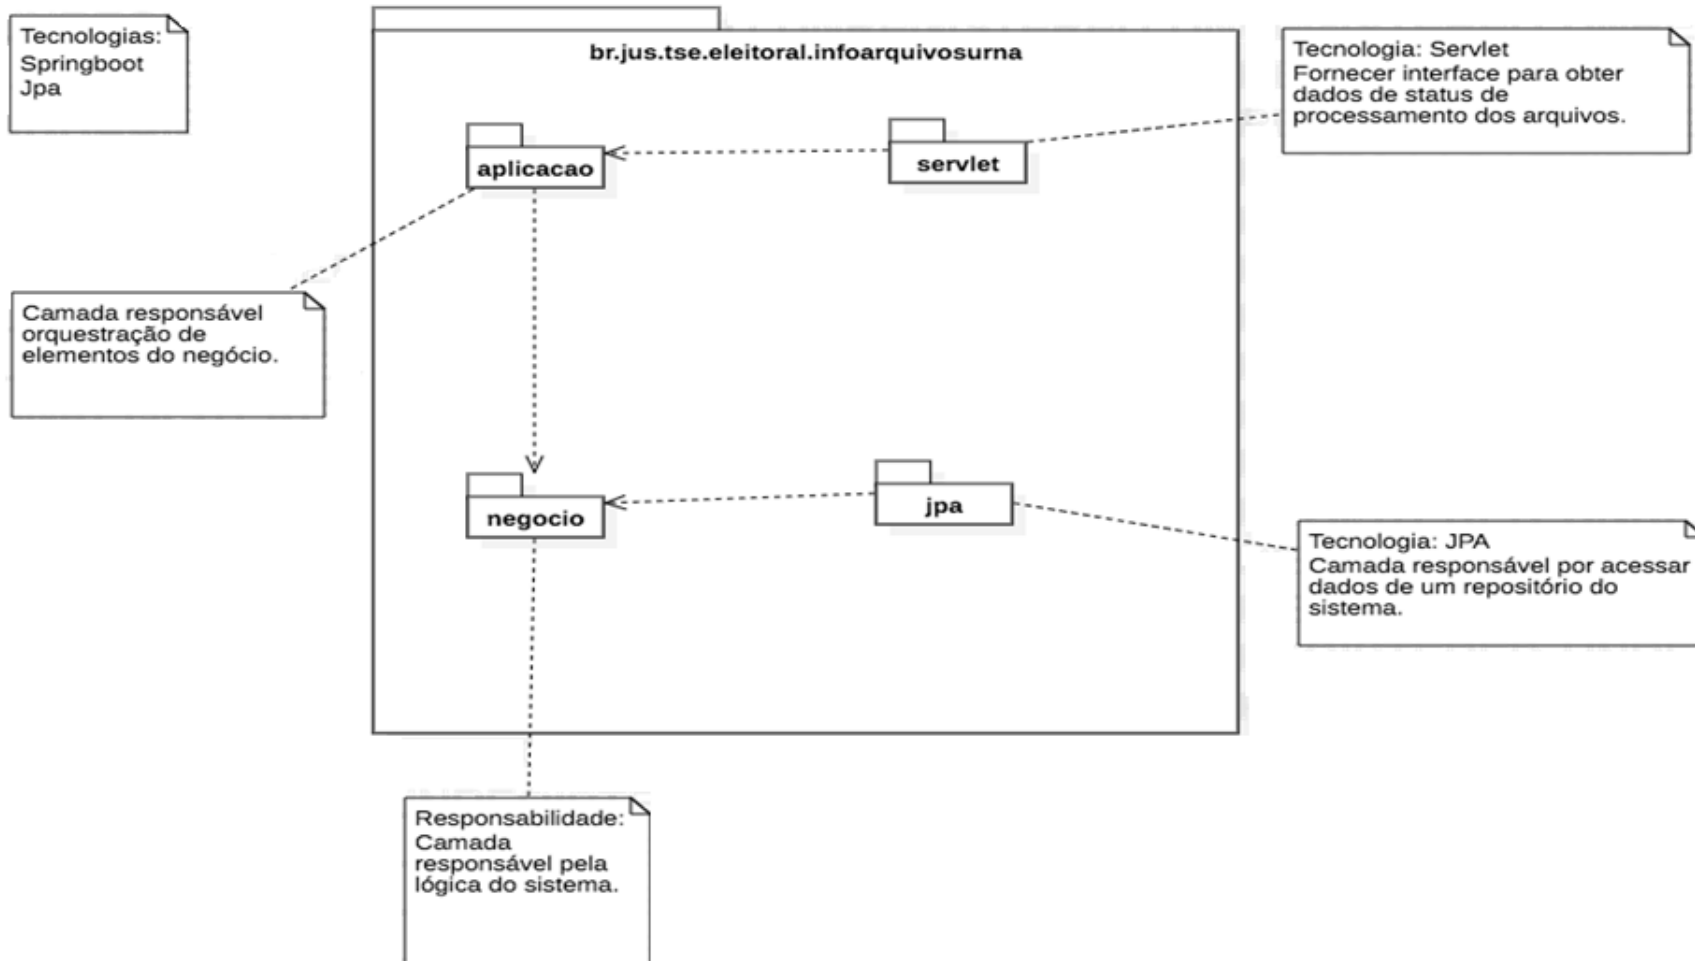 Tecnologias:
Springboot
Jpa
br.jus.tse.eleitoral.infoarquivosurna
Tecnologia: Servlet
Fornecer interface para obter
dados de status de
processamento dos arquivos.
aplicacao
servlet
Camada responsável
orquestração de
elementos do negócio.
negocio
jpa
Tecnologia: JPA
Camada responsável por acessar
dados de um repositório do
sistema.
Responsabilidade:
Camada
responsável pela
lógica do sistema.